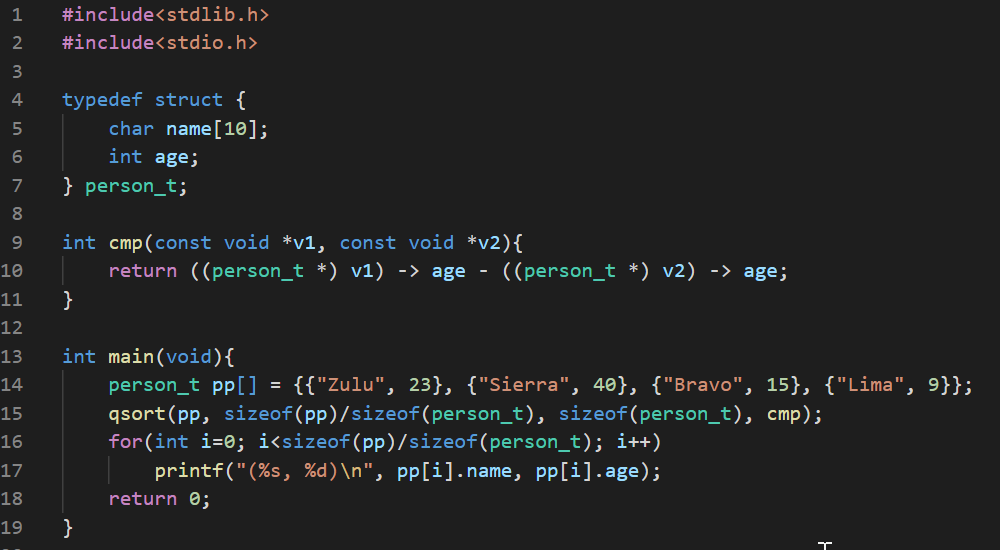 1 #include<stdlib.h>
2 #include<stdio.h>
3
4 typedef struct {
5     char name[10];
6     int age;
7 } person_t;
8
9 int cmp(const void *v1, const void *v2){
10     return ((person_t *) v1) -> age - ((person_t *) v2) -> age;
11 }
12
13 int main(void){
14     person_t pp[] = {{"Zulu", 23}, {"Sierra", 40}, {"Bravo", 15}, {"Lima", 9}};
15     qsort(pp, sizeof(pp)/sizeof(person_t), sizeof(person_t), cmp);
16     for(int i=0; i<sizeof(pp)/sizeof(person_t); i++)
17         printf("(%s, %d)\n", pp[i].name, pp[i].age);
18     return 0;
19 }